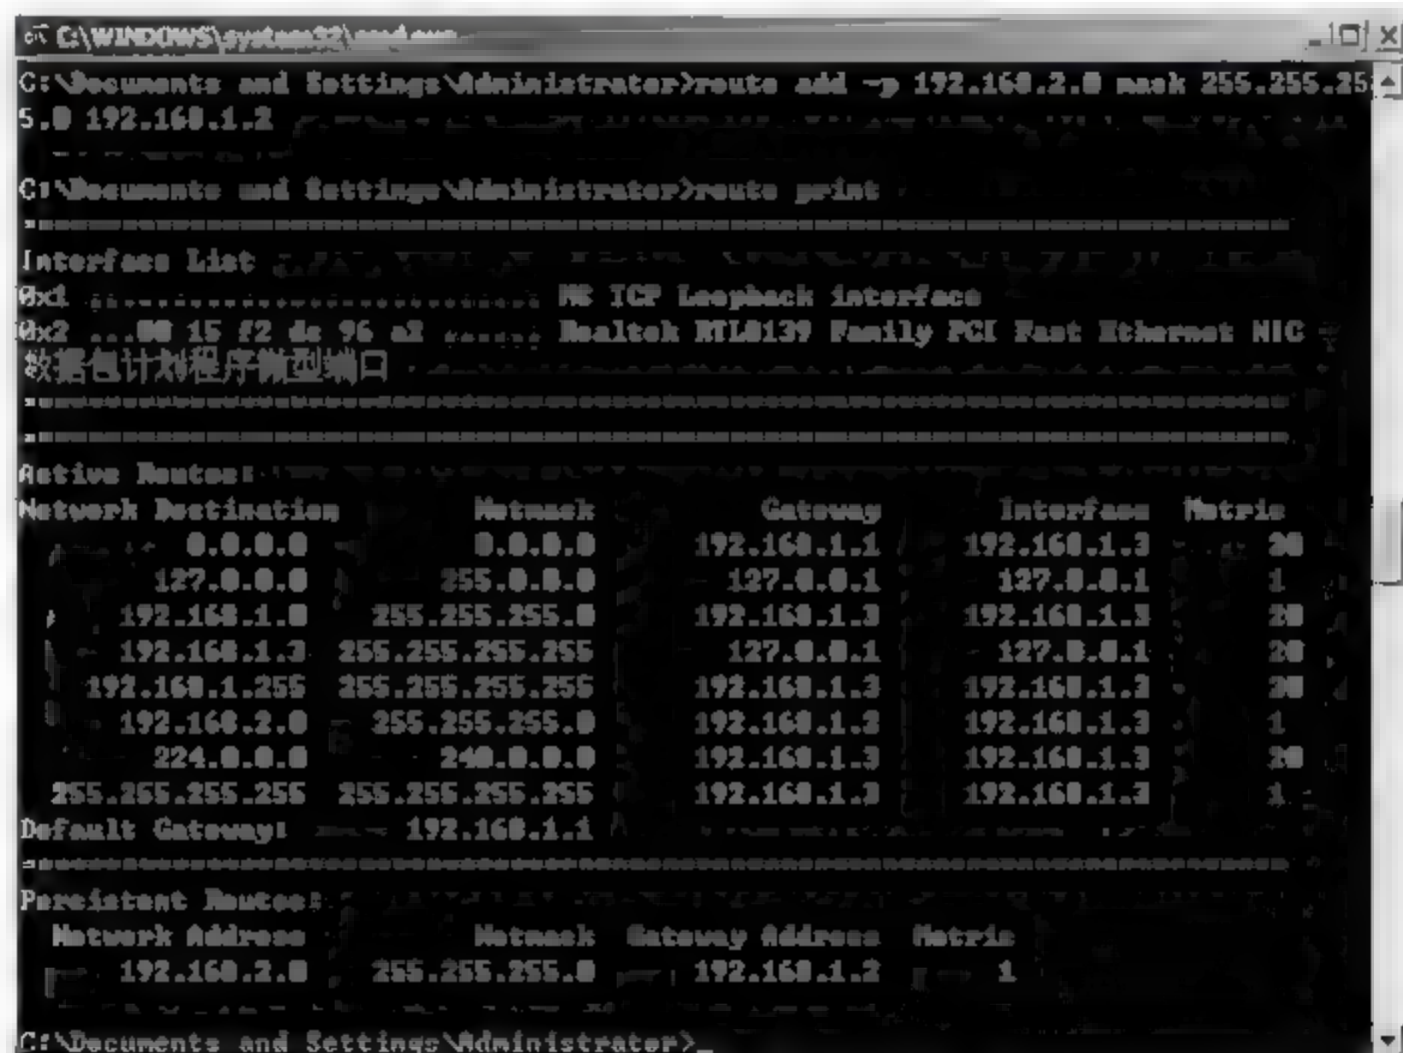 C:\WINDOWS\system32\cmd.exe
C:\Documents and Settings\Administrator>route add -p 192.168.2.0 mask 255.255.25
5.0 192.168.1.2
C:\Documents and Settings\Administrator>route print
===========================================================================
Interface List
0x1 ........................... MS TCP Loopback interface
0x2 ...00 15 f2 dc 96 a2 ...... Realtek RTL8139 Family PCI Fast Ethernet NIC -
数据包计划程序微型端口
===========================================================================
===========================================================================
Active Routes:
Network Destination Netmask Gateway Interface Metric
0.0.0.0 0.0.0.0 192.168.1.1 192.168.1.3 20
127.0.0.0 255.0.0.0 127.0.0.1 127.0.0.1 1
192.168.1.0 255.255.255.0 192.168.1.3 192.168.1.3 20
192.168.1.3 255.255.255.255 127.0.0.1 127.0.0.1 20
192.168.1.255 255.255.255.255 192.168.1.3 192.168.1.3 20
192.168.2.0 255.255.255.0 192.168.1.2 192.168.1.3 1
224.0.0.0 240.0.0.0 192.168.1.3 192.168.1.3 20
255.255.255.255 255.255.255.255 192.168.1.3 192.168.1.3 1
Default Gateway: 192.168.1.1
===========================================================================
Persistent Routes:
Network Address Netmask Gateway Address Metric
192.168.2.0 255.255.255.0 192.168.1.2 1
C:\Documents and Settings\Administrator>_